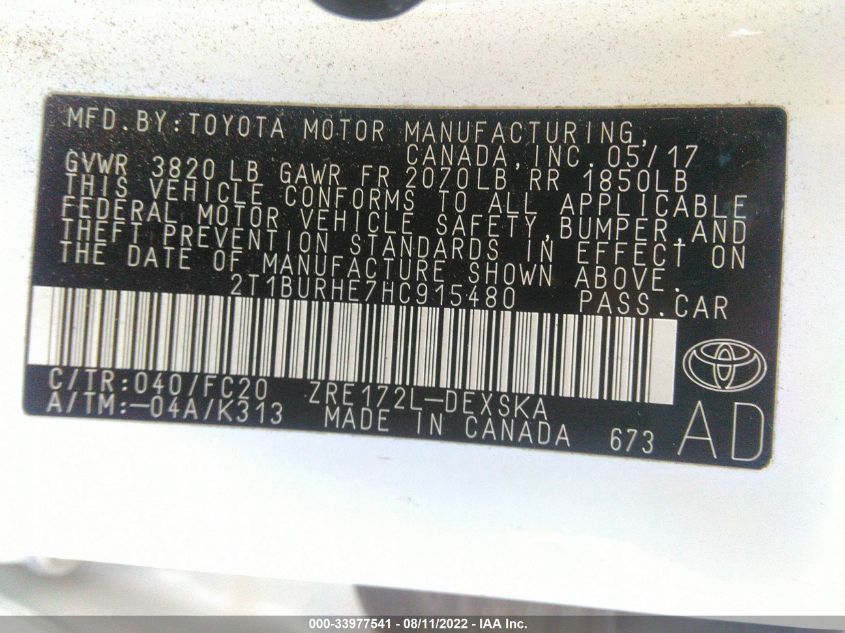 MFD.BY:TOYOTA MOTOR MANUFACTURING,
CANADA,INC.05/17
GVWR 3820 LB GAWR FR 2070LB RR 1850LB
THIS VEHICLE CONFORMS TO ALL APPLICABLE
FEDERAL MOTOR VEHICLE SAFETY,BUMPER,AND
THEFT PREVENTION STANDARDS IN EFFECT ON
THE DATE OF MANUFACTURE SHOWN ABOVE.
2T1BURHE7HC915480 PASS.CAR
C/TR:040/FC20 ZRE172L-DEXSKA
A/TM:-04A/K313 MADE IN CANADA 673
AD
000-33977541 - 08/11/2022 - IAA Inc.